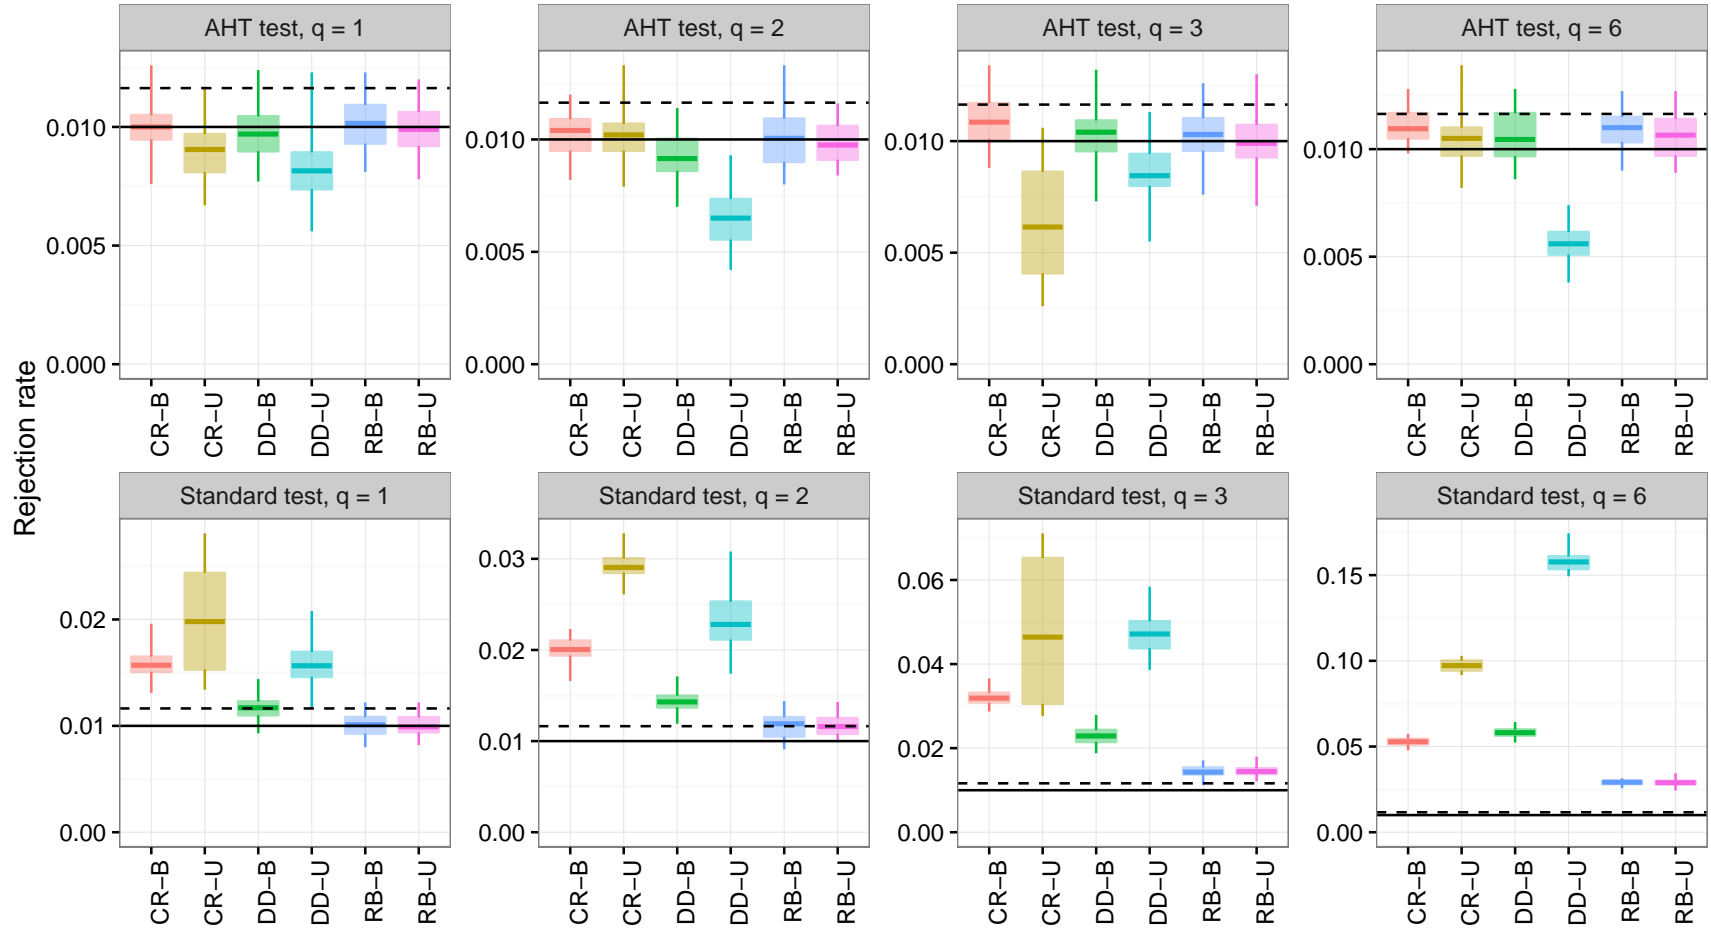 AHT test, q = 1
AHT test, q = 2
AHT test, q = 3
AHT test, q = 6
0.010
0.005
0.000
0.010
0.005
0.000
0.010
0.005
0.000
0.010
0.005
0.000
CR−B
CR−U
DD−B
DD−U
RB−B
RB−U
CR−B
CR−U
DD−B
DD−U
RB−B
RB−U
CR−B
CR−U
DD−B
DD−U
RB−B
RB−U
CR−B
CR−U
DD−B
DD−U
RB−B
RB−U
Rejection rate
Standard test, q = 1
Standard test, q = 2
Standard test, q = 3
Standard test, q = 6
0.02
0.01
0.00
0.03
0.02
0.01
0.00
0.06
0.04
0.02
0.00
0.15
0.10
0.05
0.00
CR−B
CR−U
DD−B
DD−U
RB−B
RB−U
CR−B
CR−U
DD−B
DD−U
RB−B
RB−U
CR−B
CR−U
DD−B
DD−U
RB−B
RB−U
CR−B
CR−U
DD−B
DD−U
RB−B
RB−U